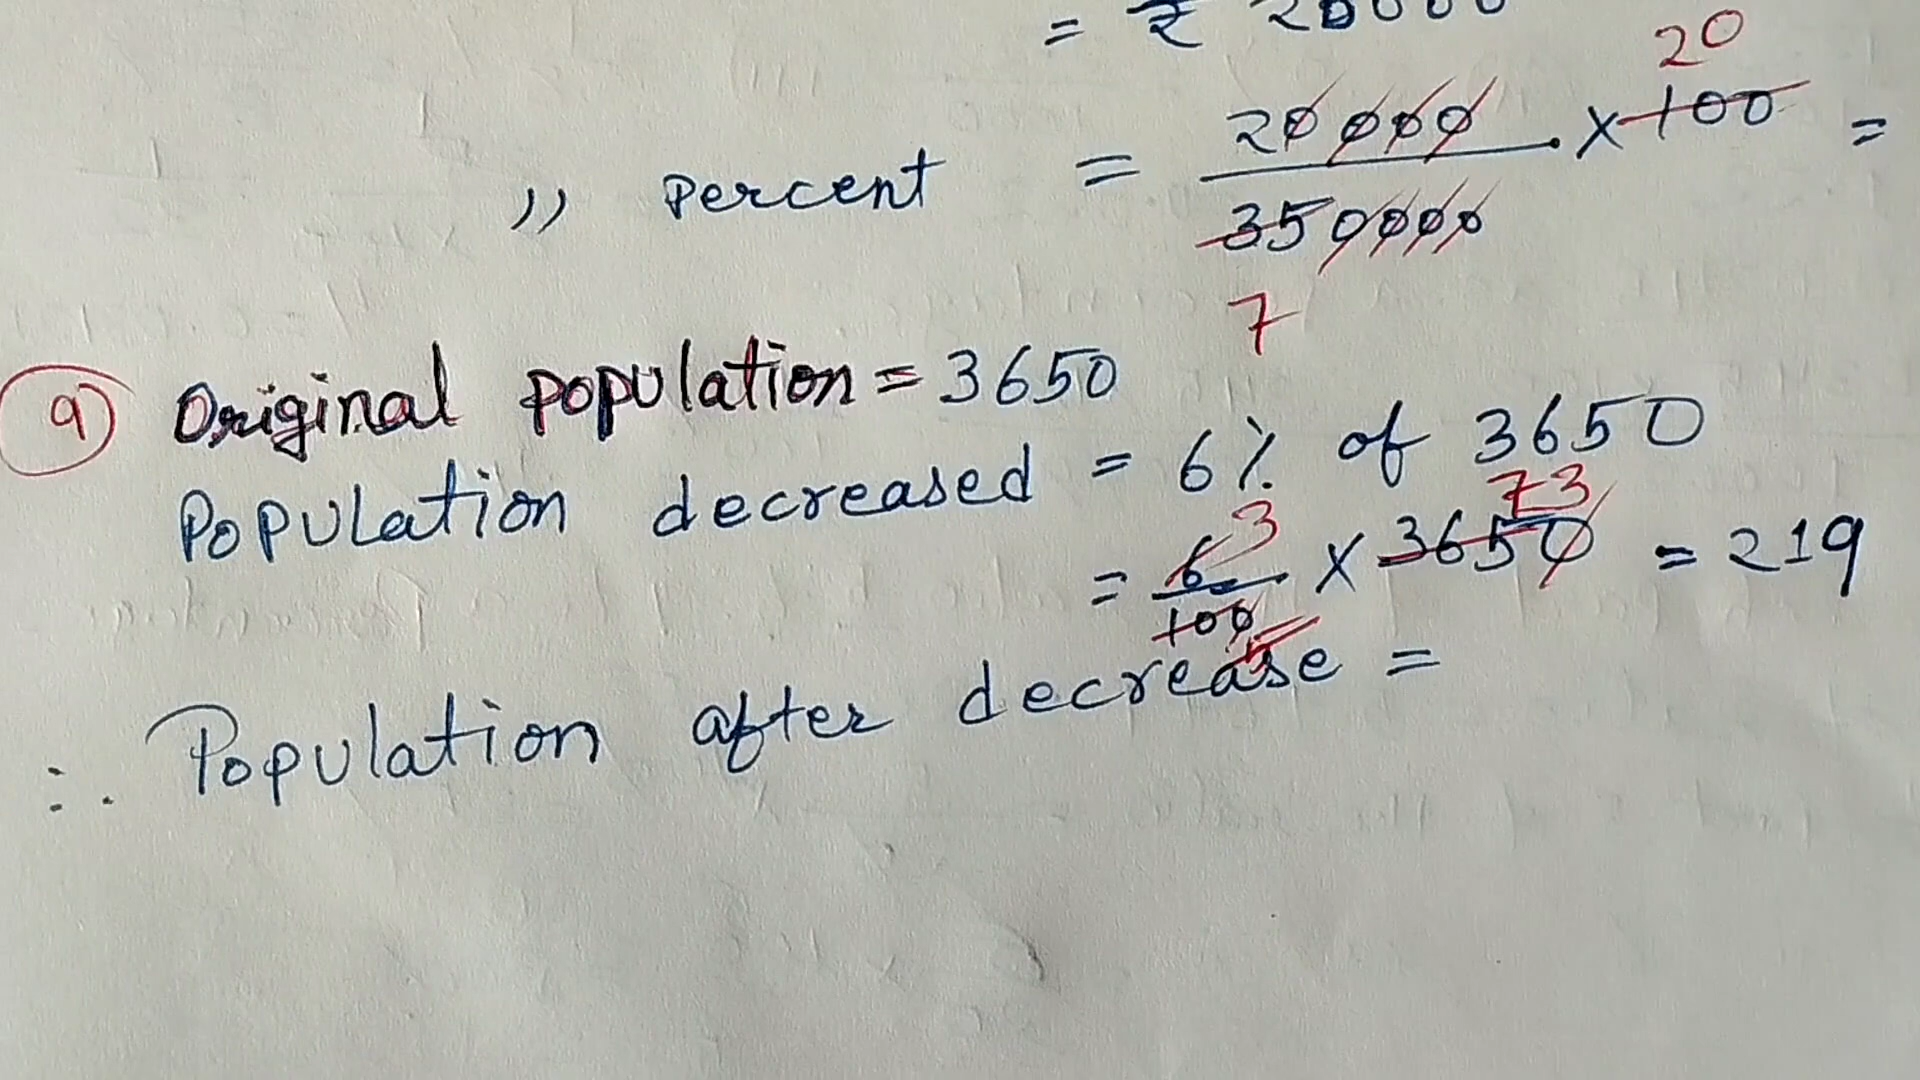 = ₹ 20000
20
,, Percent = 20000/350000 × 100 =
7
9) Original population = 3650
Population decreased = 6% of 3650
3 73
= 6/100 × 3650 = 219
5
∴ Population after decrease =